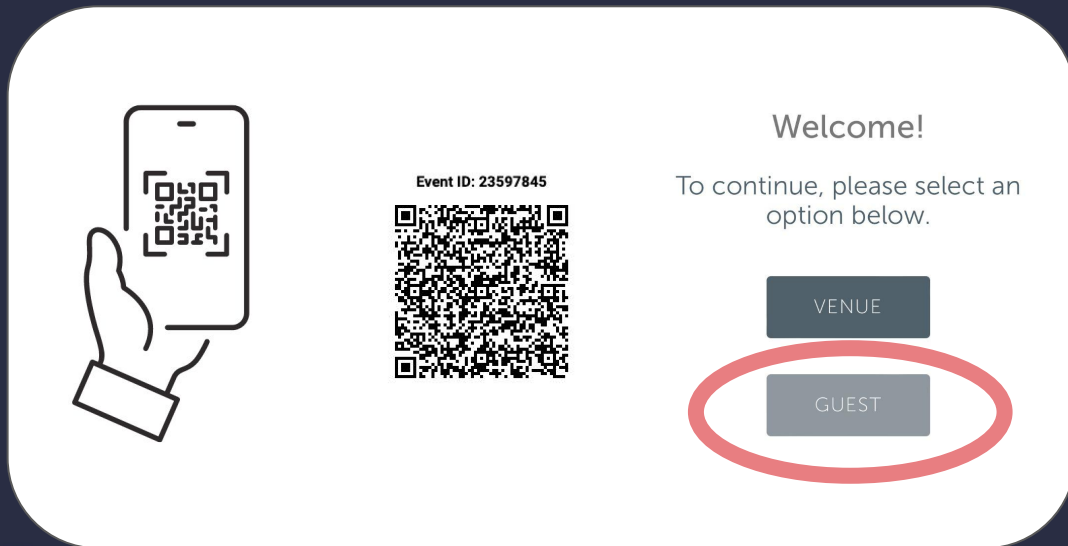 Event ID: 23597845
Welcome!
To continue, please select an
option below.
VENUE
GUEST